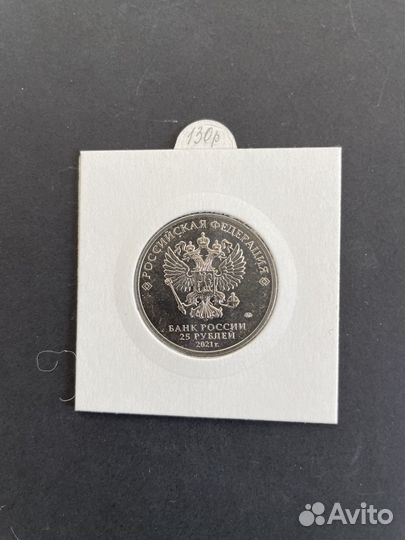 130р
РОССИЙСКАЯ ФЕДЕРАЦИЯ
БАНК РОССИИ
25 РУБЛЕЙ
2021 г.
Avito